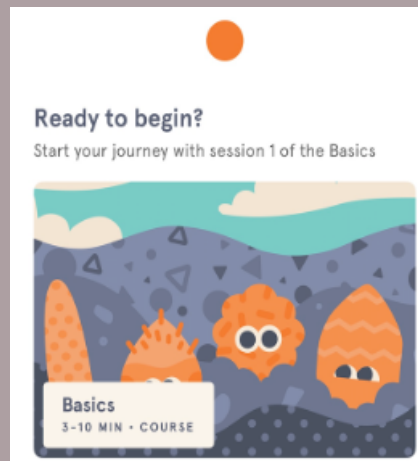 Ready to begin?
Start your journey with session 1 of the Basics
Basics
3-10 MIN • COURSE